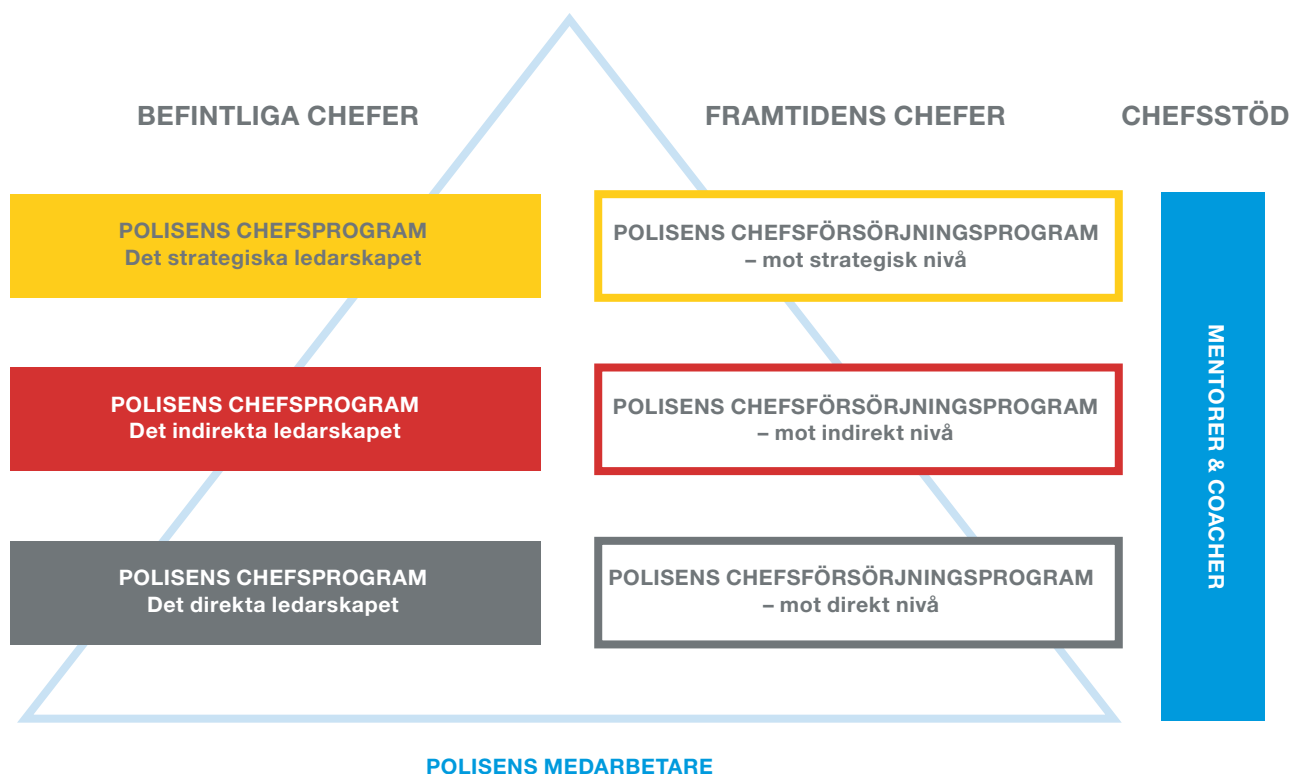 BEFINTLIGA CHEFER
FRAMTIDENS CHEFER
CHEFSSTÖD
POLISENS CHEFSPROGRAM
Det strategiska ledarskapet
POLISENS CHEFSFÖRSÖRJNINGSPROGRAM
– mot strategisk nivå
POLISENS CHEFSPROGRAM
Det indirekta ledarskapet
POLISENS CHEFSFÖRSÖRJNINGSPROGRAM
– mot indirekt nivå
POLISENS CHEFSPROGRAM
Det direkta ledarskapet
POLISENS CHEFSFÖRSÖRJNINGSPROGRAM
– mot direkt nivå
MENTORER & COACHER
POLISENS MEDARBETARE